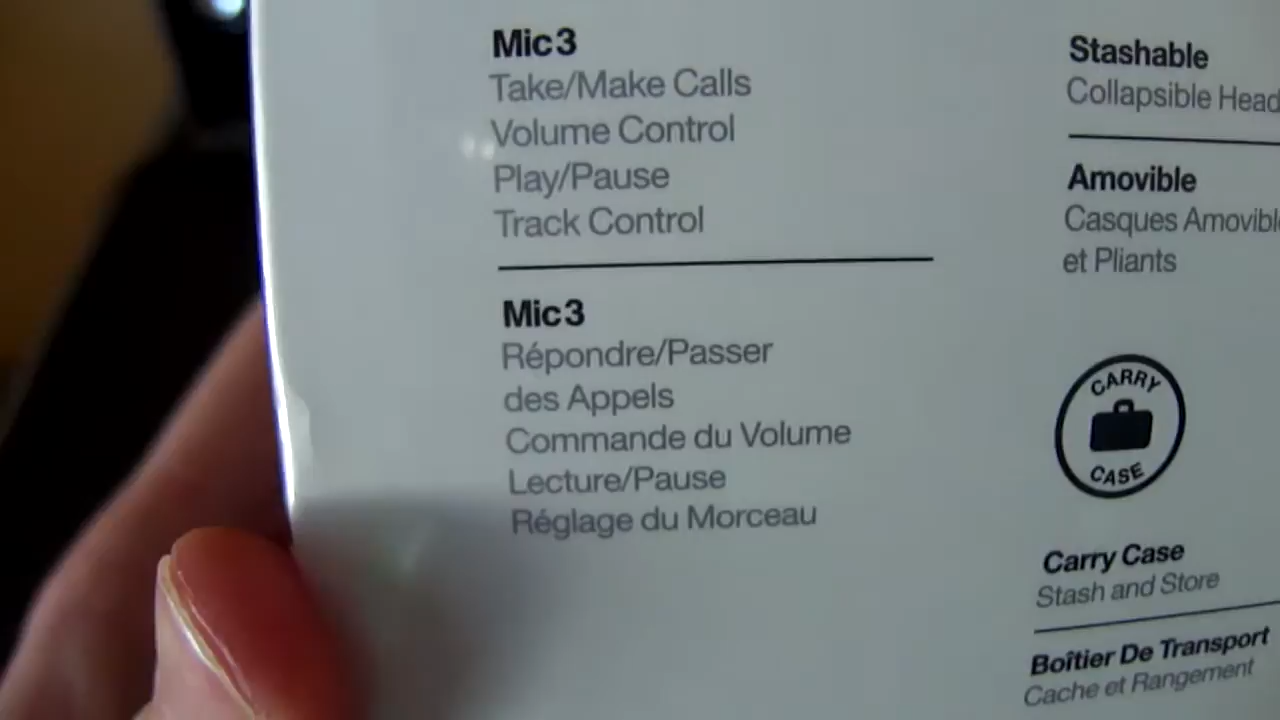 Mic3
Take/Make Calls
Volume Control
Play/Pause
Track Control
Mic3
Répondre/Passer
des Appels
Commande du Volume
Lecture/Pause
Réglage du Morceau
Stashable
Collapsible
Amovible
Casques
et Pliants
CARRY
CASE
Carry Case
Stash and Store
Boîtier De Transport
Cache et Rangement